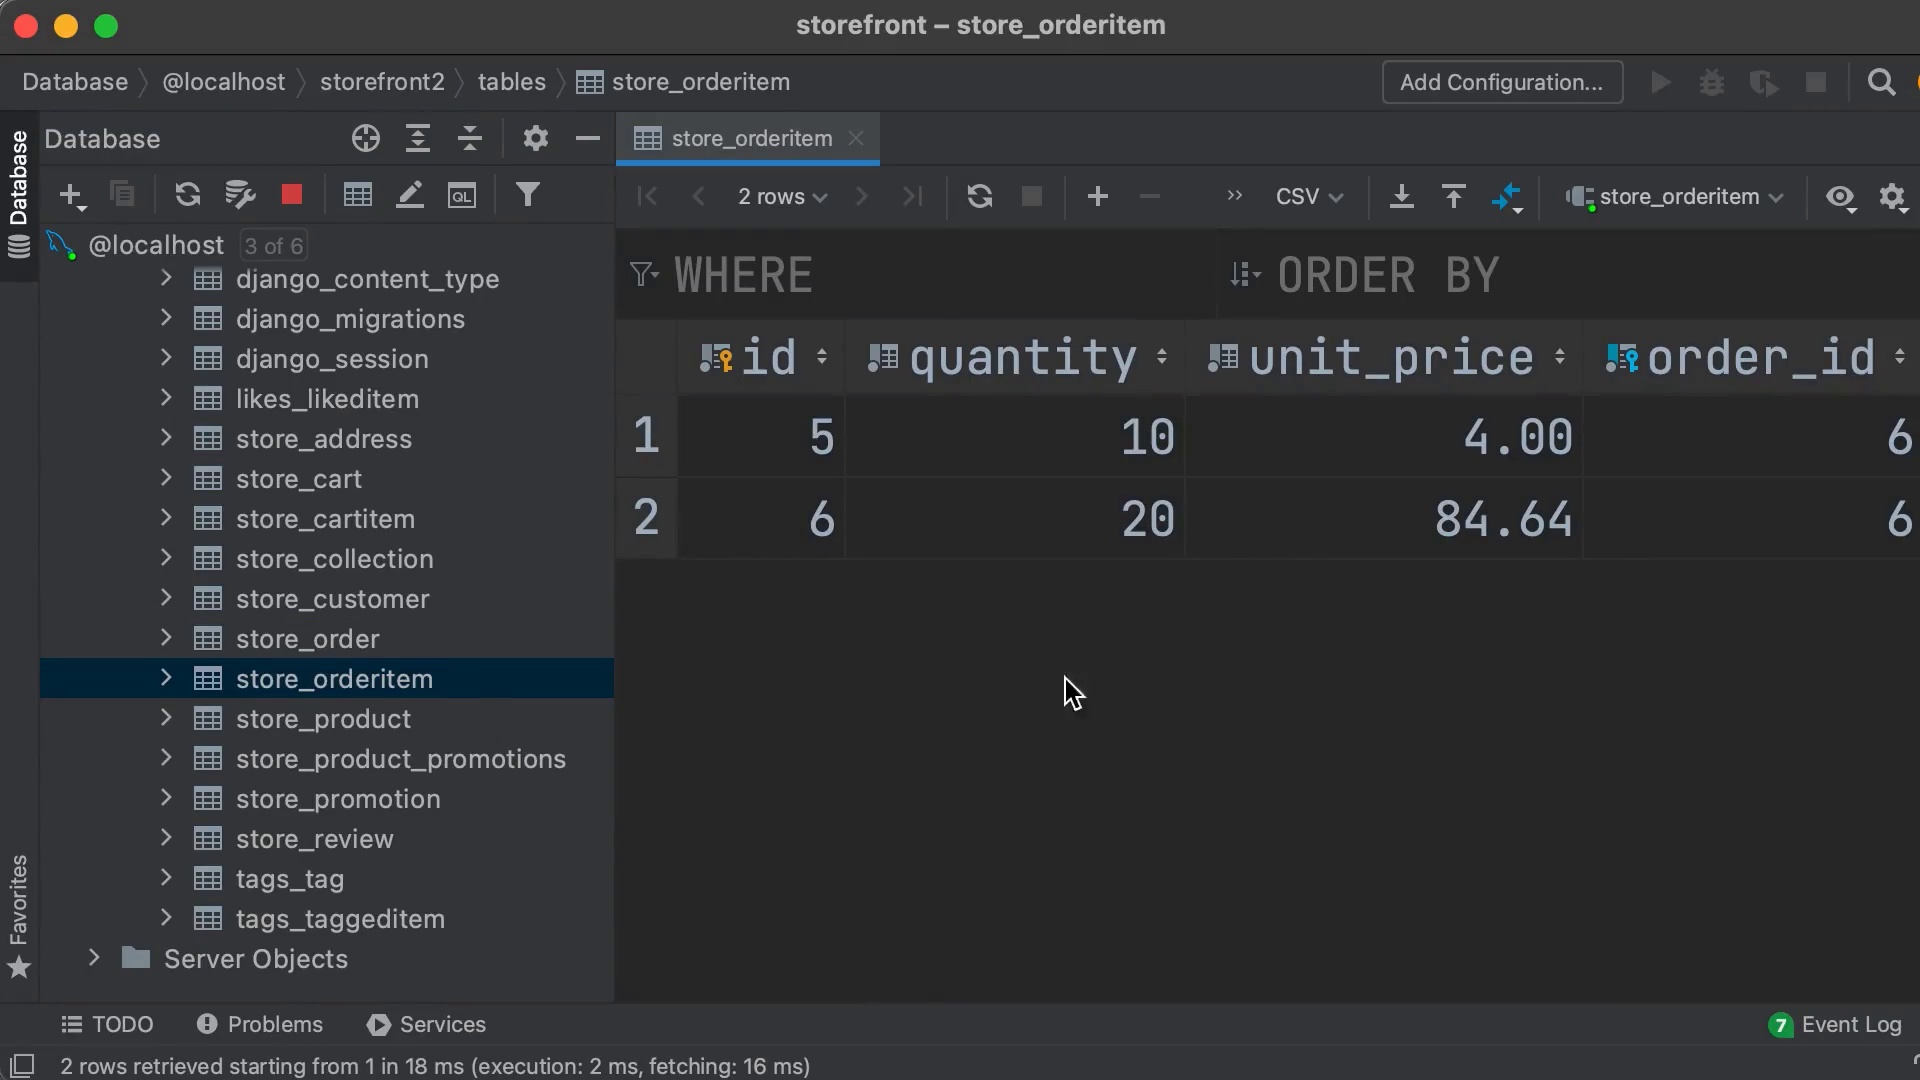 storefront – store_orderitem
Database
@localhost
storefront2
tables
store_orderitem
Add Configuration...
Database
Database
store_orderitem
QL
2 rows
CSV
store_orderitem
@localhost 3 of 6
WHERE
ORDER BY
django_content_type
django_migrations
django_session
likes_likeditem
store_address
store_cart
store_cartitem
store_collection
store_customer
store_order
store_orderitem
store_product
store_product_promotions
store_promotion
store_review
tags_tag
tags_taggeditem
Server Objects
id quantity unit_price order_id
1 5 10 4.00 6
2 6 20 84.64 6
Favorites
TODO
Problems
Services
7 Event Log
2 rows retrieved starting from 1 in 18 ms (execution: 2 ms, fetching: 16 ms)